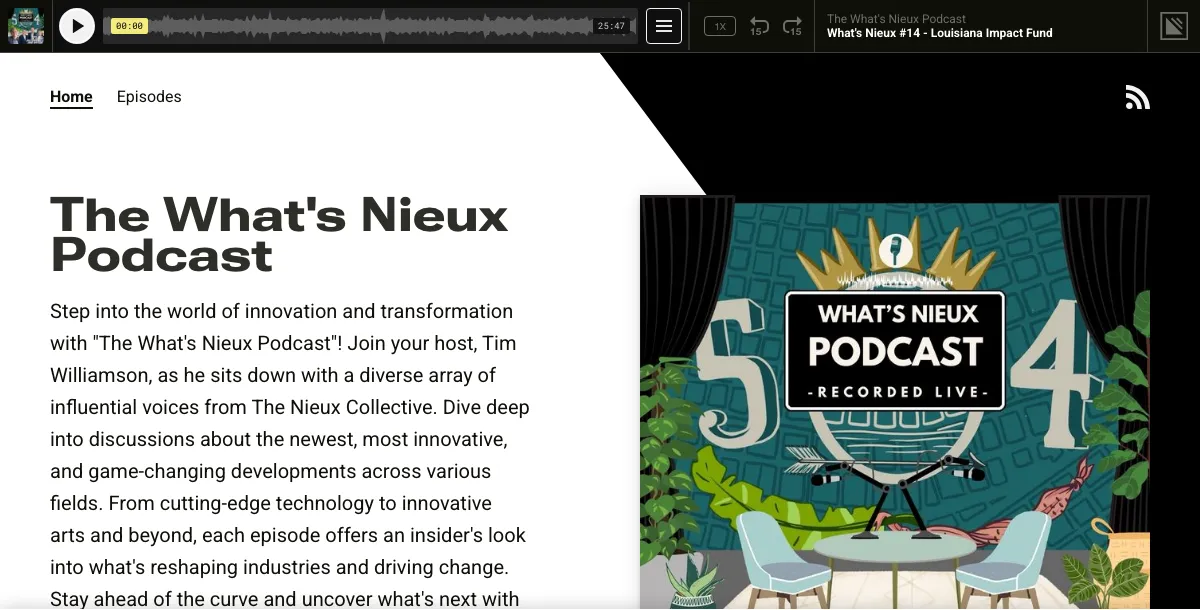 00:00
25:47
1X
15
15
The What's Nieux Podcast
What's Nieux #14 - Louisiana Impact Fund
Home
Episodes
The What's Nieux
Podcast
Step into the world of innovation and transformation
with "The What's Nieux Podcast"! Join your host, Tim
Williamson, as he sits down with a diverse array of
influential voices from The Nieux Collective. Dive deep
into discussions about the newest, most innovative,
and game-changing developments across various
fields. From cutting-edge technology to innovative
arts and beyond, each episode offers an insider's look
into what's reshaping industries and driving change.
Stay ahead of the curve and uncover what's next with
5 4
WHAT'S NIEUX
PODCAST
-RECORDED LIVE-